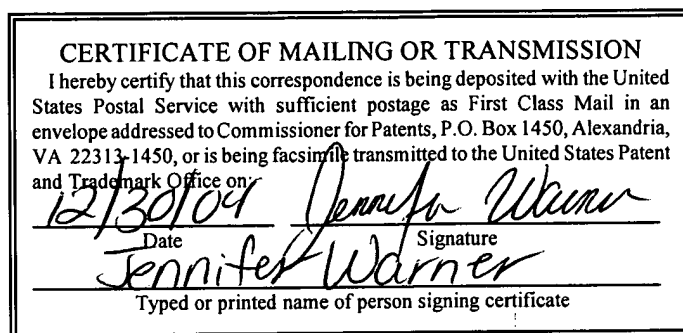 CERTIFICATE OF MAILING OR TRANSMISSION
I hereby certify that this correspondence is being deposited with the United
States Postal Service with sufficient postage as First Class Mail in an
envelope addressed to Commissioner for Patents, P.O. Box 1450, Alexandria,
VA 22313-1450, or is being facsimile transmitted to the United States Patent
and Trademark Office on:
12/30/04 Jennifer Warner
Date Signature
Jennifer Warner
Typed or printed name of person signing certificate